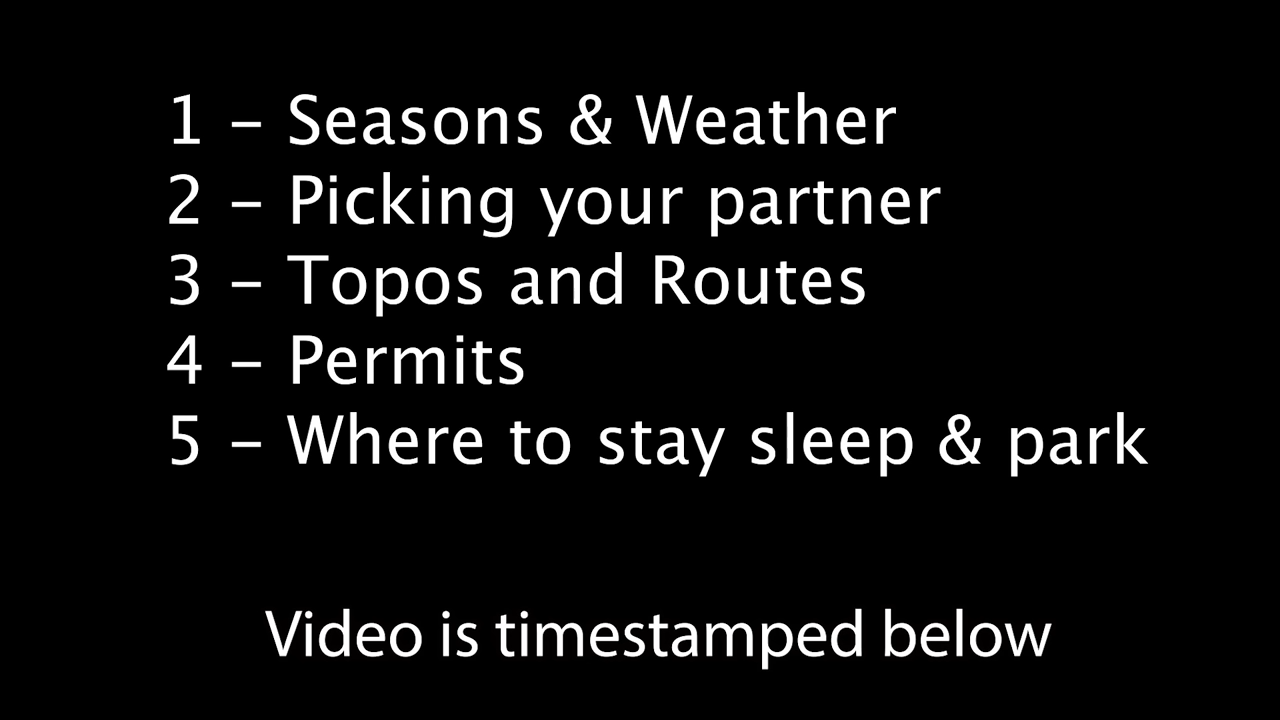 1 – Seasons & Weather
2 – Picking your partner
3 – Topos and Routes
4 – Permits
5 – Where to stay sleep & park
Video is timestamped below